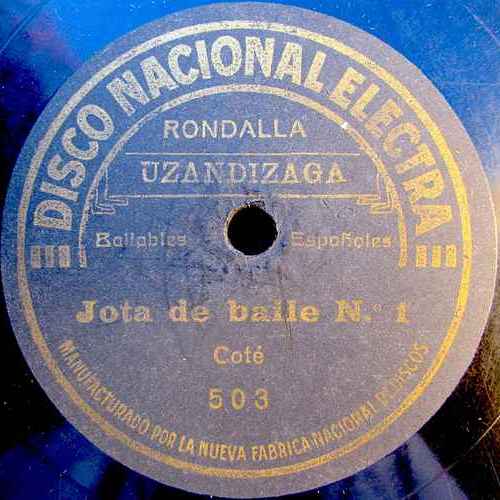 DISCO NACIONAL ELECTRA
RONDALLA
UZANDIZAGA
Bailables Españoles
Jota de baile N.º 1
Coté
503
MANUFACTURADO POR LA NUEVA FABRICA NACIONAL DE DISCOS